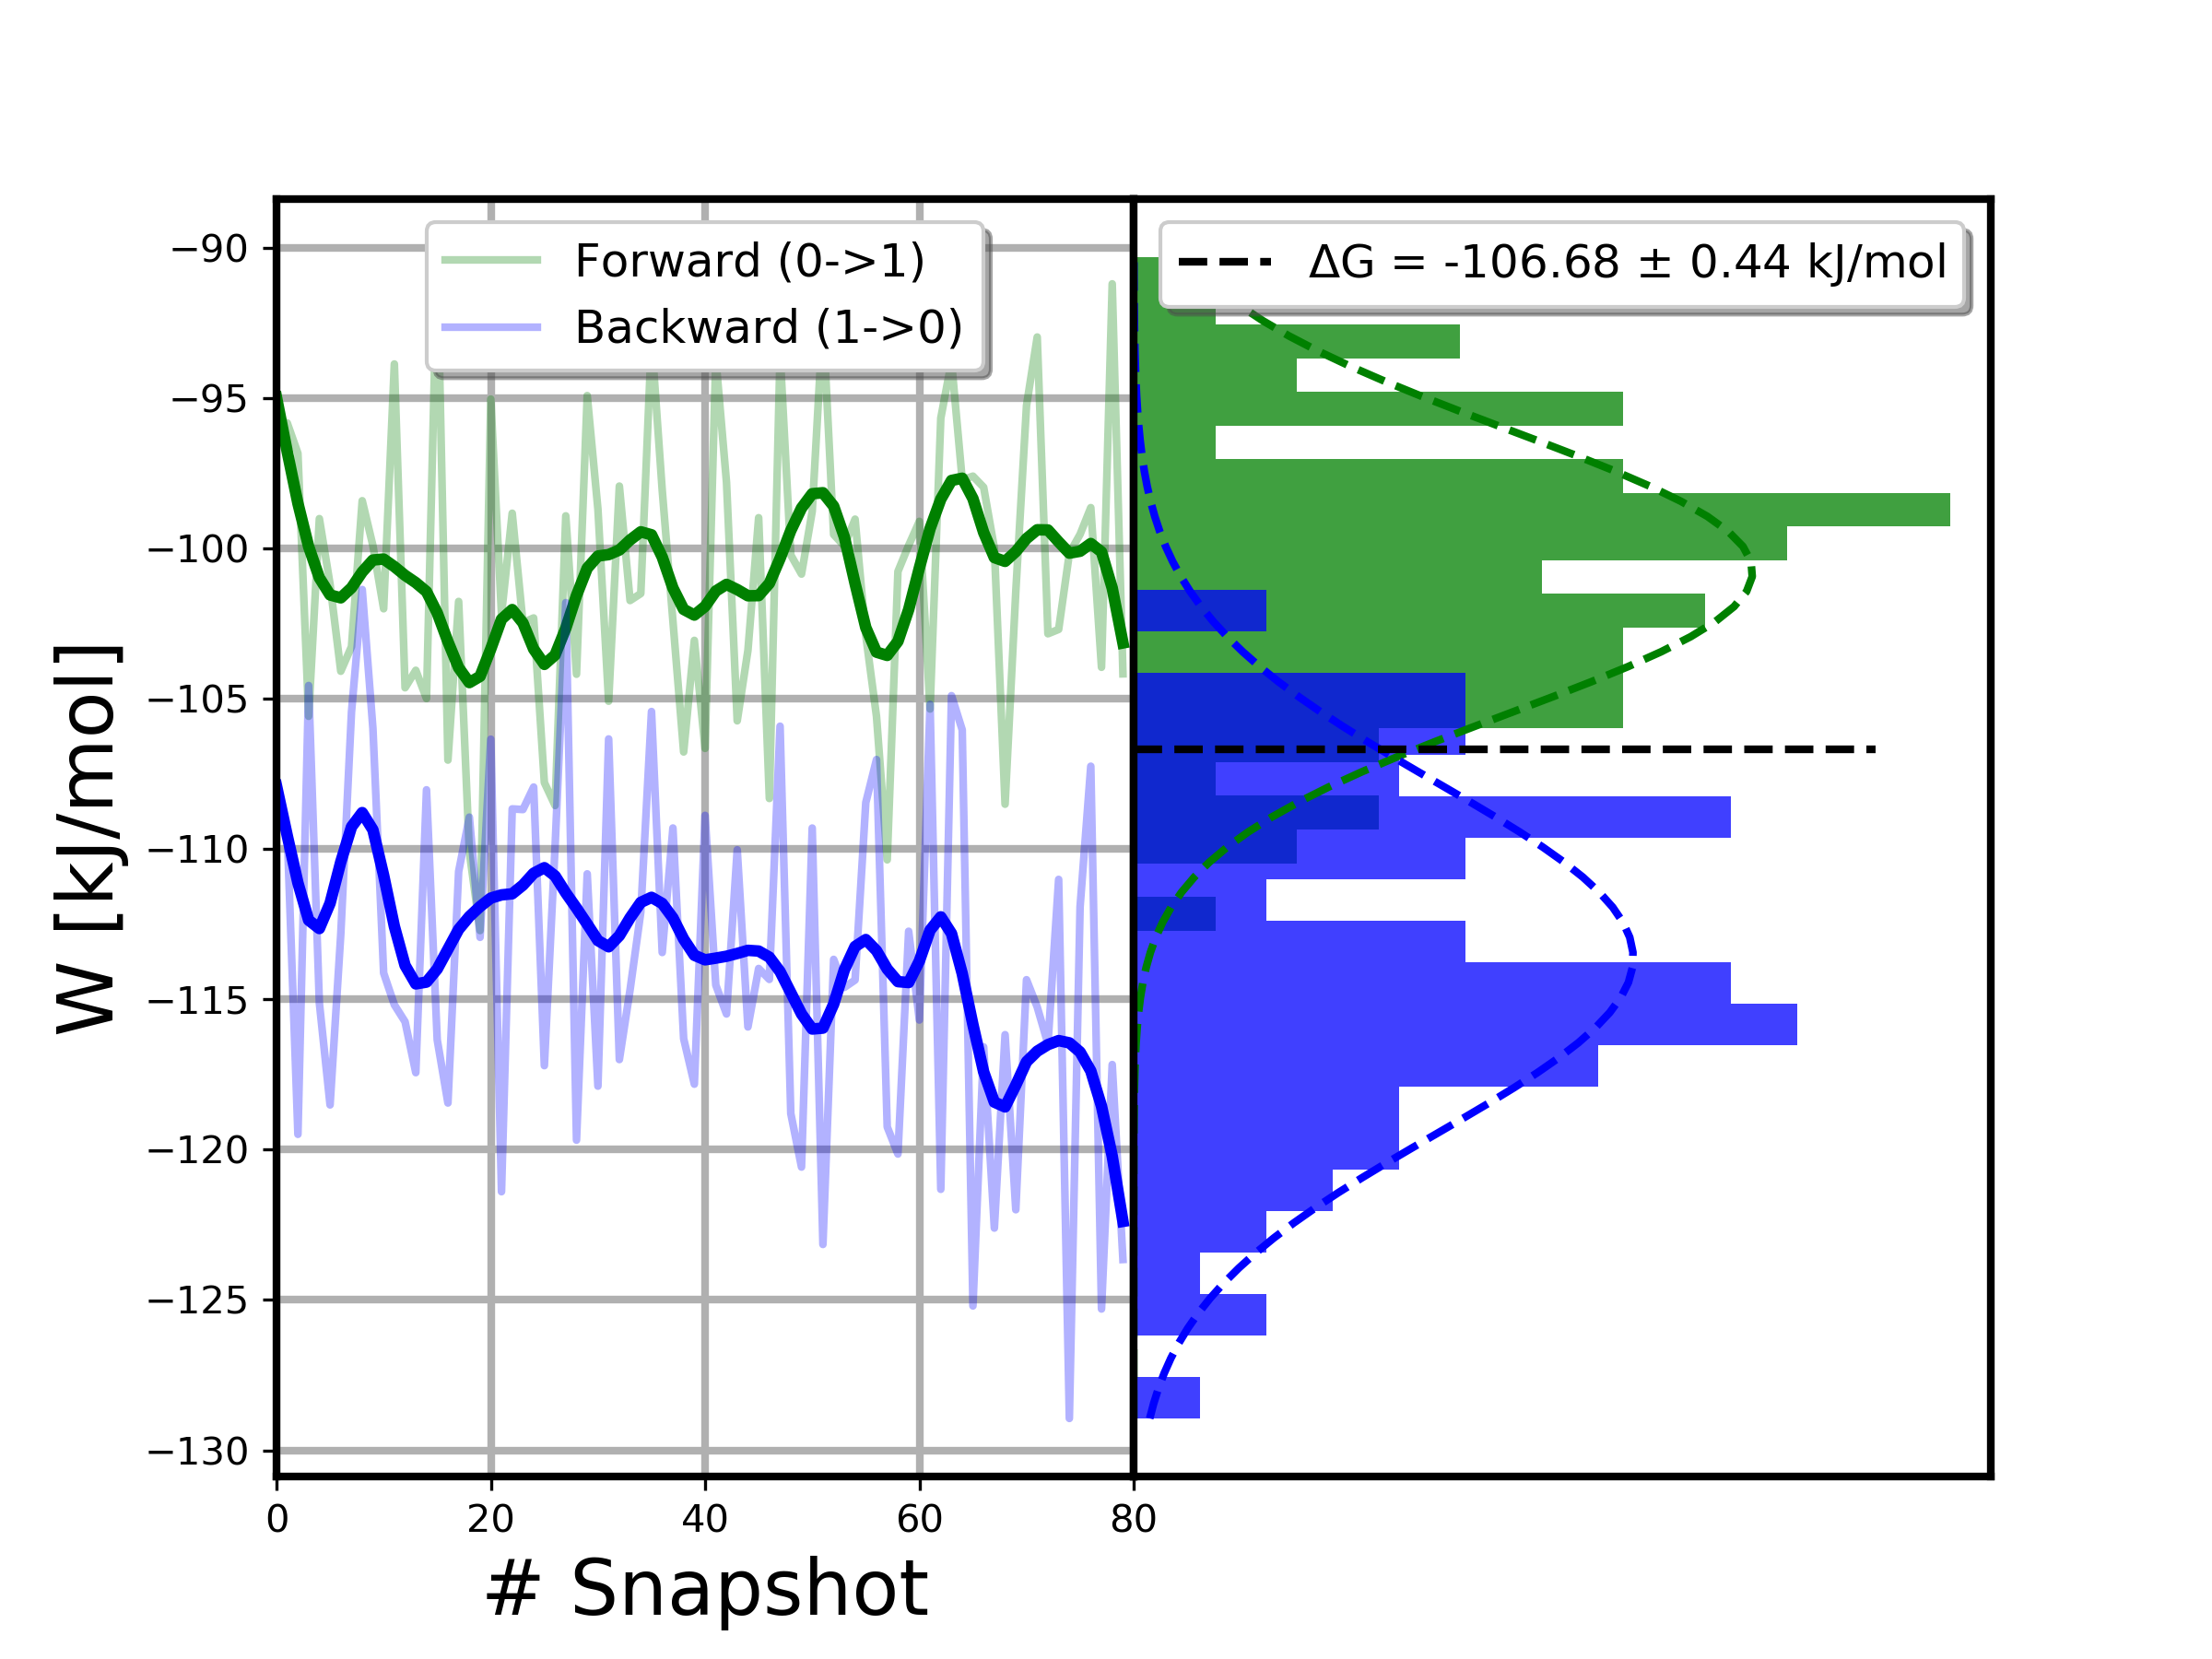 Forward (0->1)
Backward (1->0)
ΔG = -106.68 ± 0.44 kJ/mol
W [kJ/mol]
−90
−95
−100
−105
−110
−115
−120
−125
−130
0 20 40 60 80
# Snapshot